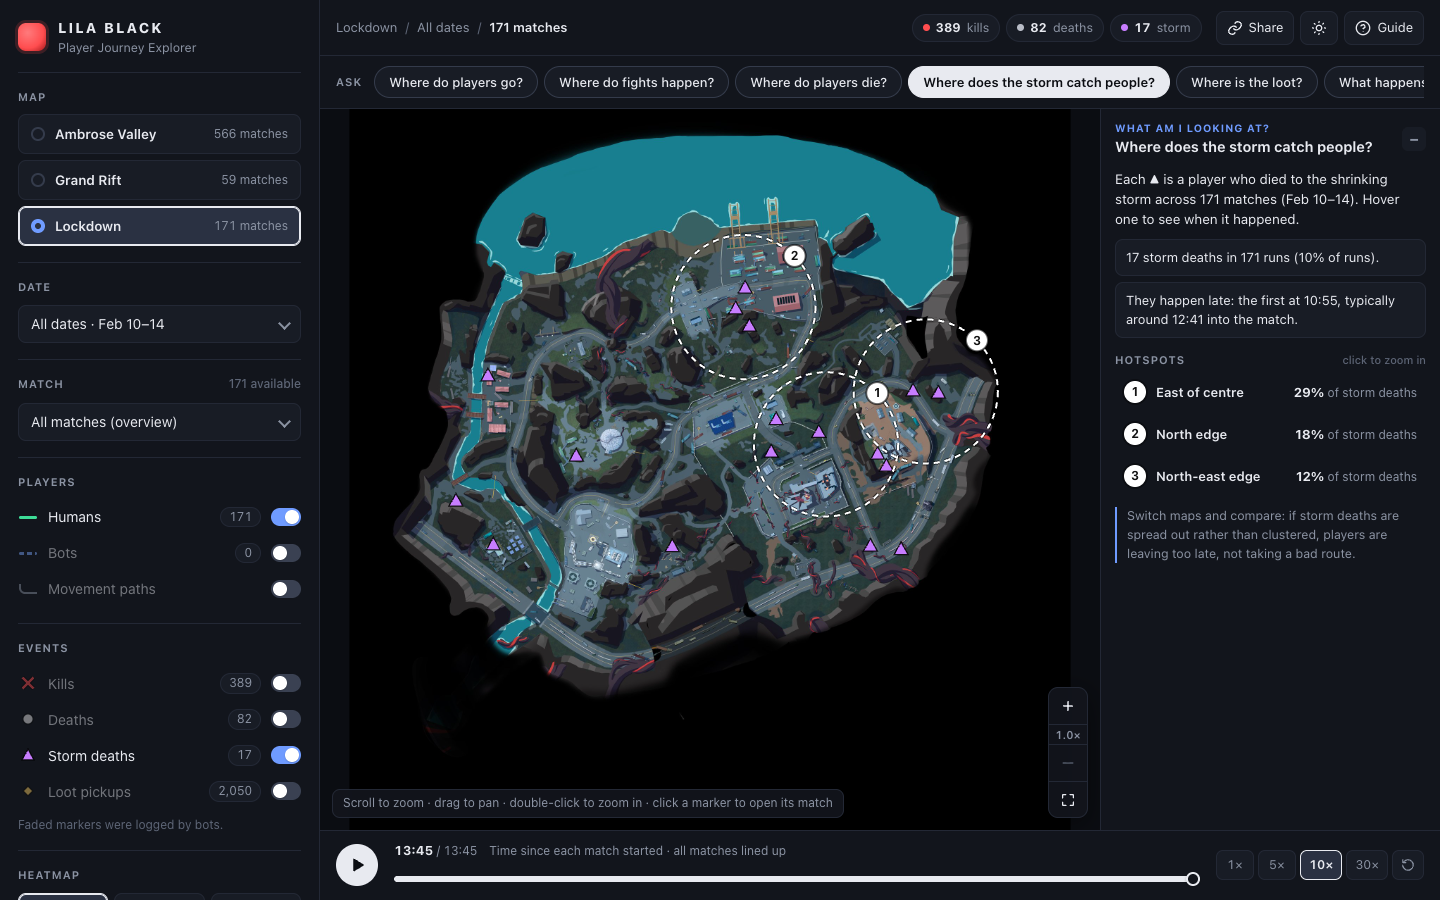 LILA BLACK
Player Journey Explorer
MAP
Ambrose Valley 566 matches
Grand Rift 59 matches
Lockdown 171 matches
DATE
All dates · Feb 10–14
MATCH 171 available
All matches (overview)
PLAYERS
Humans 171
Bots 0
Movement paths
EVENTS
Kills 389
Deaths 82
Storm deaths 17
Loot pickups 2,050
Faded markers were logged by bots.
HEATMAP
Lockdown / All dates / 171 matches
389 kills 82 deaths 17 storm Share Guide
ASK Where do players go? Where do fights happen? Where do players die? Where does the storm catch people? Where is the loot? What happens
2
3
1
+
1.0×
−
Scroll to zoom · drag to pan · double-click to zoom in · click a marker to open its match
WHAT AM I LOOKING AT?
Where does the storm catch people? −
Each ▲ is a player who died to the shrinking
storm across 171 matches (Feb 10–14). Hover
one to see when it happened.
17 storm deaths in 171 runs (10% of runs).
They happen late: the first at 10:55, typically
around 12:41 into the match.
HOTSPOTS click to zoom in
1 East of centre 29% of storm deaths
2 North edge 18% of storm deaths
3 North-east edge 12% of storm deaths
Switch maps and compare: if storm deaths are
spread out rather than clustered, players are
leaving too late, not taking a bad route.
13:45 / 13:45 Time since each match started · all matches lined up
1× 5× 10× 30×